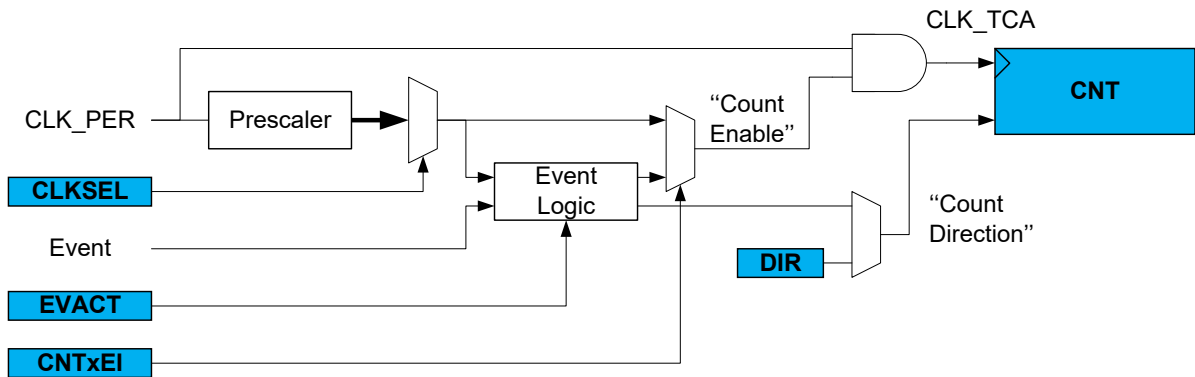 CLK_TCA
CNT
CLK_PER
Prescaler
‘‘Count
Enable’’
CLKSEL
Event
Logic
Event
‘‘Count
Direction’’
DIR
EVACT
CNTxEI